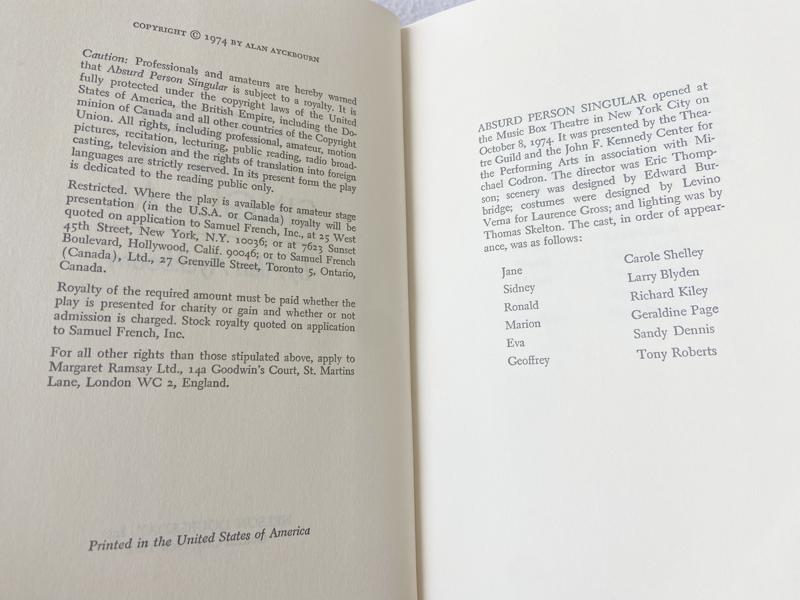 COPYRIGHT © 1974 BY ALAN AYCKBOURN
Caution: Professionals and amateurs are hereby warned
that Absurd Person Singular is subject to a royalty. It is
fully protected under the copyright laws of the United
States of America, the British Empire, including the Do-
minion of Canada and all other countries of the Copyright
Union. All rights, including professional, amateur, motion
pictures, recitation, lecturing, public reading, radio broad-
casting, television and the rights of translation into foreign
languages are strictly reserved. In its present form the play
is dedicated to the reading public only.
Restricted. Where the play is available for amateur stage
presentation (in the U.S.A. or Canada) royalty will be
quoted on application to Samuel French, Inc., at 25 West
45th Street, New York, N.Y. 10036; or at 7623 Sunset
Boulevard, Hollywood, Calif. 90046; or to Samuel French
(Canada), Ltd., 27 Grenville Street, Toronto 5, Ontario,
Canada.
Royalty of the required amount must be paid whether the
play is presented for charity or gain and whether or not
admission is charged. Stock royalty quoted on application
to Samuel French, Inc.
For all other rights than those stipulated above, apply to
Margaret Ramsay Ltd., 14a Goodwin's Court, St. Martins
Lane, London WC 2, England.
Printed in the United States of America
ABSURD PERSON SINGULAR opened at
the Music Box Theatre in New York City on
October 8, 1974. It was presented by the Thea-
tre Guild and the John F. Kennedy Center for
the Performing Arts in association with Mi-
chael Codron. The director was Eric Thomp-
son; scenery was designed by Edward Bur-
bridge; costumes were designed by Levino
Verna for Laurence Gross; and lighting was by
Thomas Skelton. The cast, in order of appear-
ance, was as follows:
Jane Carole Shelley
Sidney Larry Blyden
Ronald Richard Kiley
Marion Geraldine Page
Eva Sandy Dennis
Geoffrey Tony Roberts